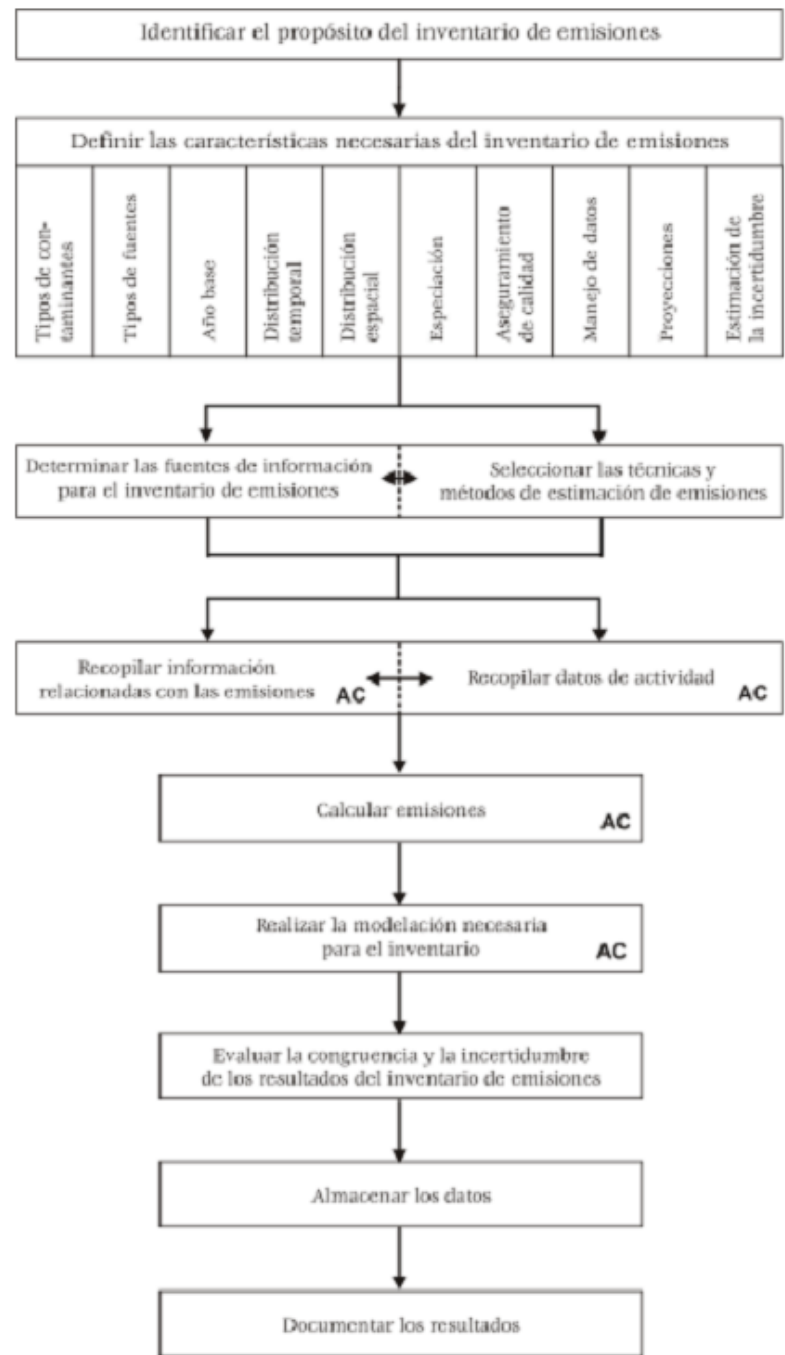 Identificar el propósito del inventario de emisiones
Definir las características necesarias del inventario de emisiones
Tipos de con-
taminantes
Tipos de fuentes
Año base
Distribución
temporal
Distribución
espacial
Especiación
Aseguramiento
de calidad
Manejo de datos
Proyecciones
Estimación de
la incertidumbre
Determinar las fuentes de información
para el inventario de emisiones
Seleccionar las técnicas y
métodos de estimación de emisiones
Recopilar información
relacionadas con las emisiones
AC
Recopilar datos de actividad
AC
Calcular emisiones
AC
Realizar la modelación necesaria
para el inventario
AC
Evaluar la congruencia y la incertidumbre
de los resultados del inventario de emisiones
Almacenar los datos
Documentar los resultados